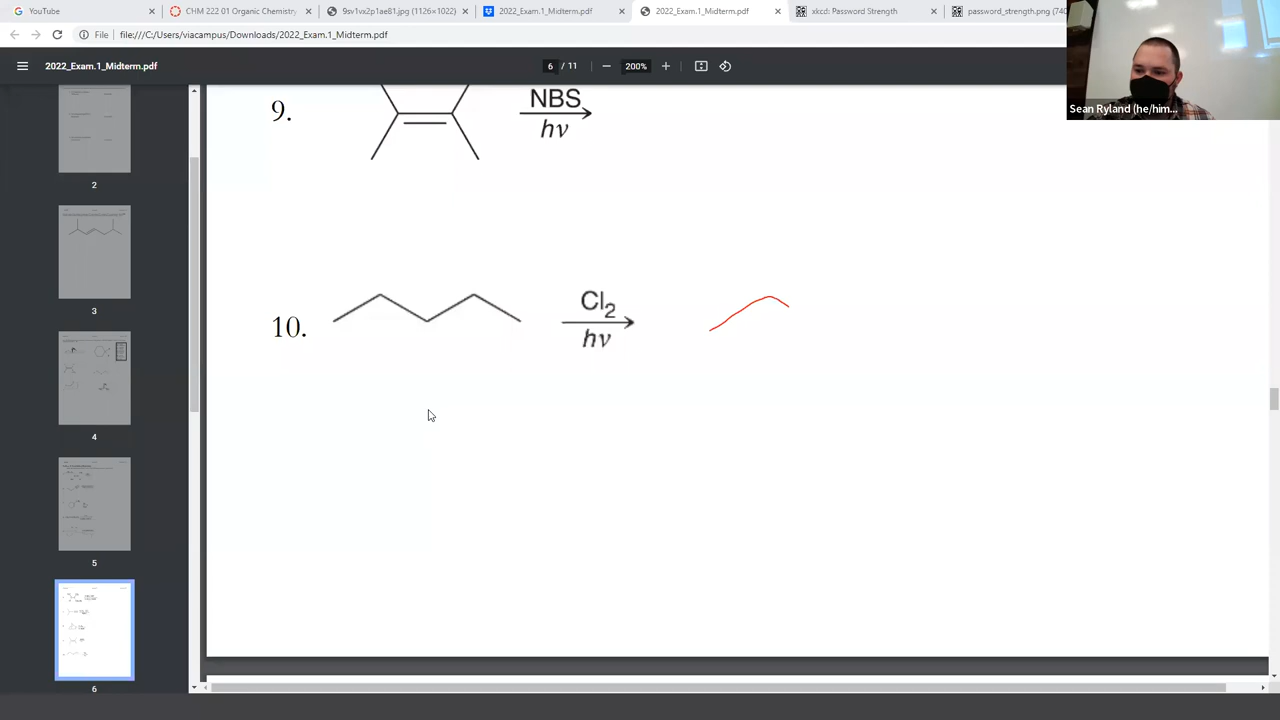 YouTube
CHM 222 01 Organic Chemistry
9sv1vx2p1ae81.jpg (1126×1022)
2022_Exam.1_Midterm.pdf
2022_Exam.1_Midterm.pdf
xkcd: Password Strength
password_strength.png (740
File
file:///C:/Users/viacampus/Downloads/2022_Exam.1_Midterm.pdf
2022_Exam.1_Midterm.pdf
6 / 11
200%
Sean Ryland (he/him...
2
3
4
5
6
9.
NBS
hν
10.
Cl2
hν